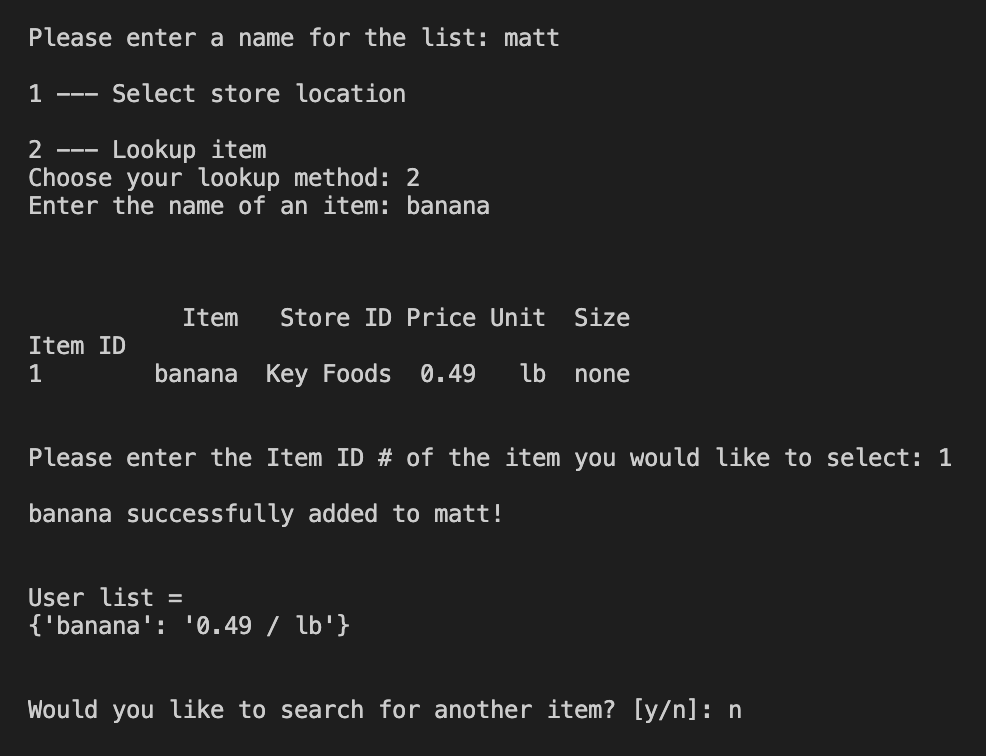 Please enter a name for the list: matt
1 --- Select store location
2 --- Lookup item
Choose your lookup method: 2
Enter the name of an item: banana
Item Store ID Price Unit Size
Item ID
1 banana Key Foods 0.49 lb none
Please enter the Item ID # of the item you would like to select: 1
banana successfully added to matt!
User list =
{'banana': '0.49 / lb'}
Would you like to search for another item? [y/n]: n